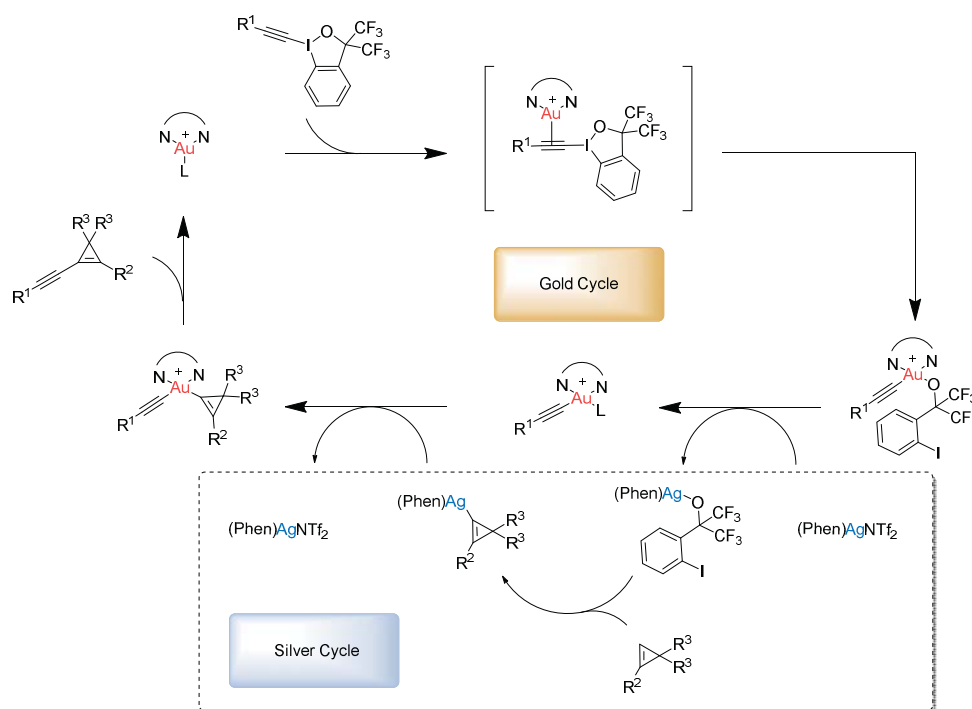 R1
I
O
CF3
CF3
N
+
N
Au
L
N
+
N
Au
R1
I
O
CF3
CF3
R3
R3
R2
R1
Gold Cycle
N
+
N
Au
R1
R3
R3
R2
N
+
N
Au
L
R1
N
+
N
Au
O
R1
CF3
CF
I
(Phen)AgNTf2
(Phen)Ag
R3
R3
R2
(Phen)Ag
O
CF3
CF3
I
(Phen)AgNTf2
Silver Cycle
R3
R3
R2